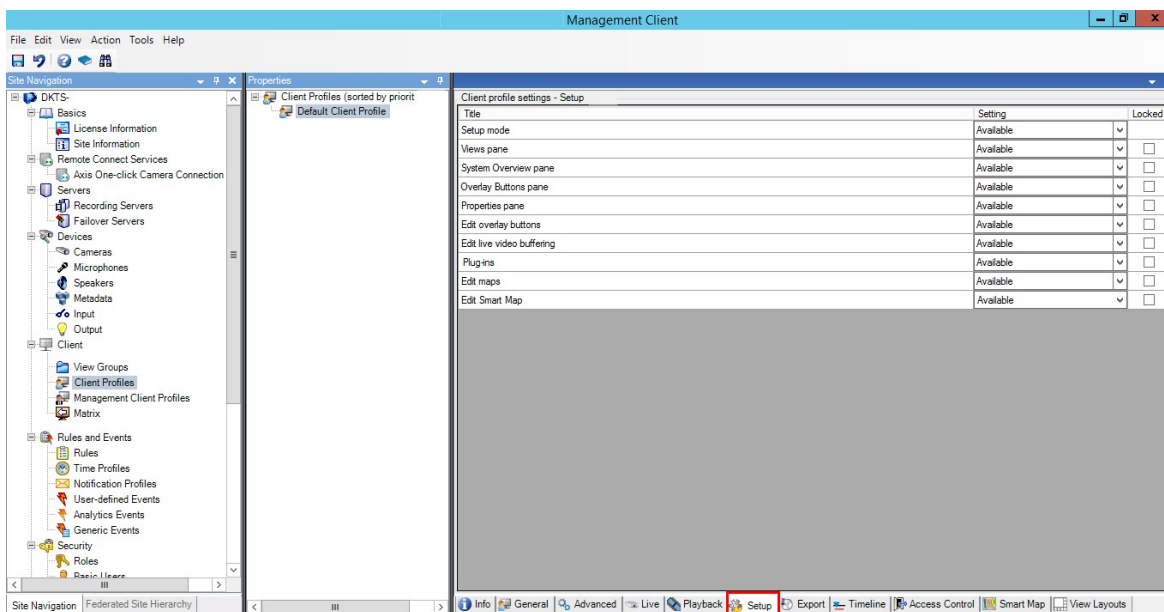 Management Client
File Edit View Action Tools Help
Site Navigation
DKTS-
Basics
License Information
Site Information
Remote Connect Services
Axis One-click Camera Connection
Servers
Recording Servers
Failover Servers
Devices
Cameras
Microphones
Speakers
Metadata
Input
Output
Client
View Groups
Client Profiles
Management Client Profiles
Matrix
Rules and Events
Rules
Time Profiles
Notification Profiles
User-defined Events
Analytics Events
Generic Events
Security
Roles
Basic Users
Site Navigation Federated Site Hierarchy
Properties
Client Profiles (sorted by priorit
Default Client Profile
Client profile settings - Setup
Title Setting Locked
Setup mode Available
Views pane Available
System Overview pane Available
Overlay Buttons pane Available
Properties pane Available
Edit overlay buttons Available
Edit live video buffering Available
Plug-ins Available
Edit maps Available
Edit Smart Map Available
Info General Advanced Live Playback Setup Export Timeline Access Control Smart Map View Layouts